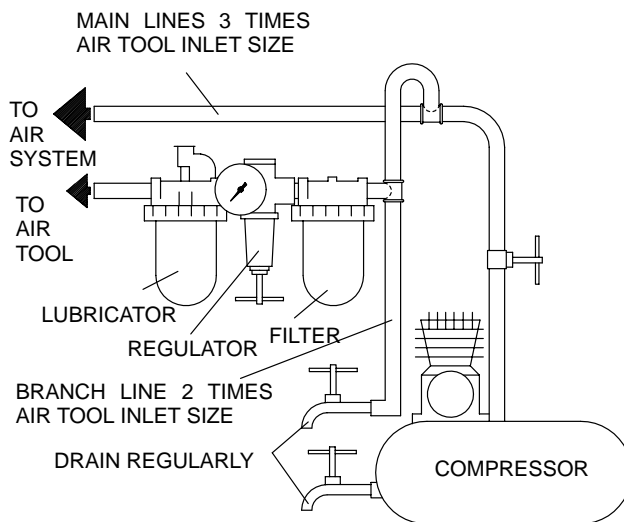 MAIN LINES 3 TIMES
AIR TOOL INLET SIZE
TO
AIR
SYSTEM
TO
AIR
TOOL
LUBRICATOR
REGULATOR
FILTER
BRANCH LINE 2 TIMES
AIR TOOL INLET SIZE
DRAIN REGULARLY
COMPRESSOR